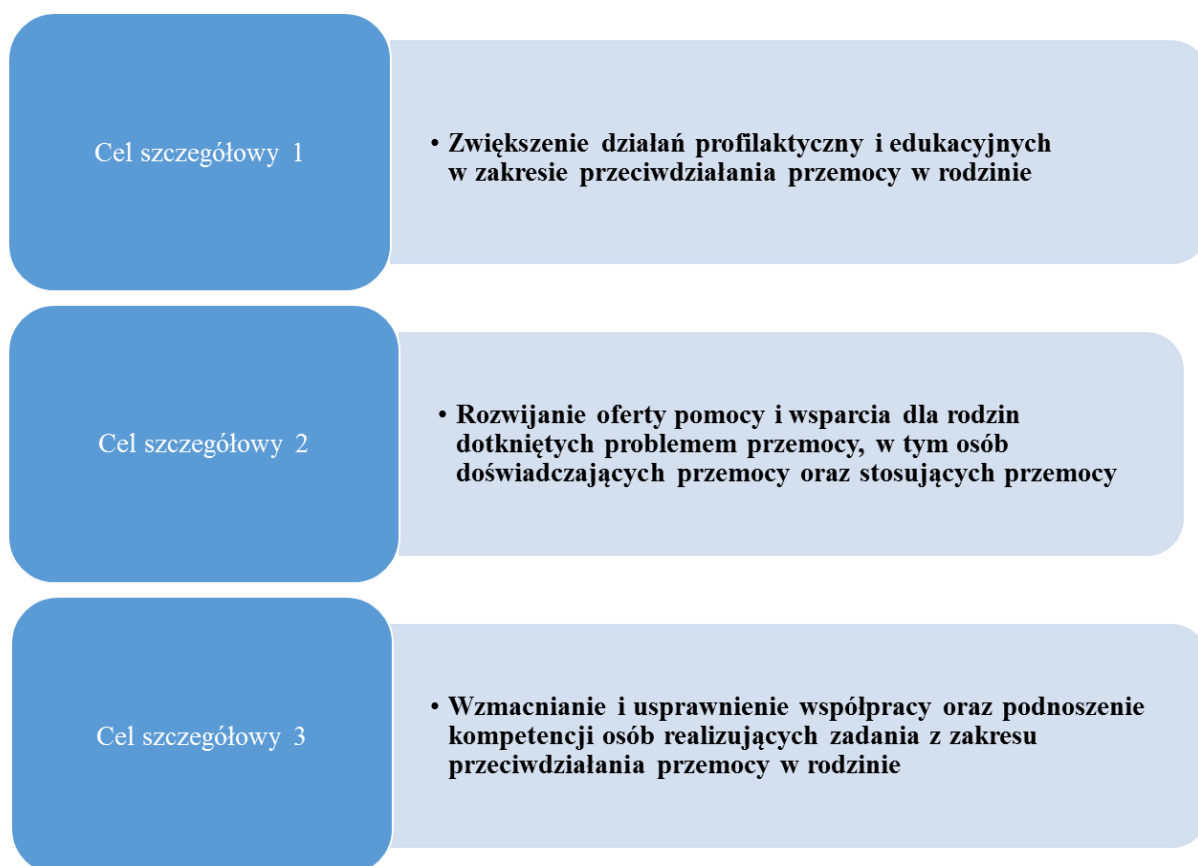 Cel szczegółowy 1
• Zwiększenie działań profilaktyczny i edukacyjnych
w zakresie przeciwdziałania przemocy w rodzinie
Cel szczegółowy 2
• Rozwijanie oferty pomocy i wsparcia dla rodzin
dotkniętych problemem przemocy, w tym osób
doświadczających przemocy oraz stosujących przemocy
Cel szczegółowy 3
• Wzmacnianie i usprawnienie współpracy oraz podnoszenie
kompetencji osób realizujących zadania z zakresu
przeciwdziałania przemocy w rodzinie